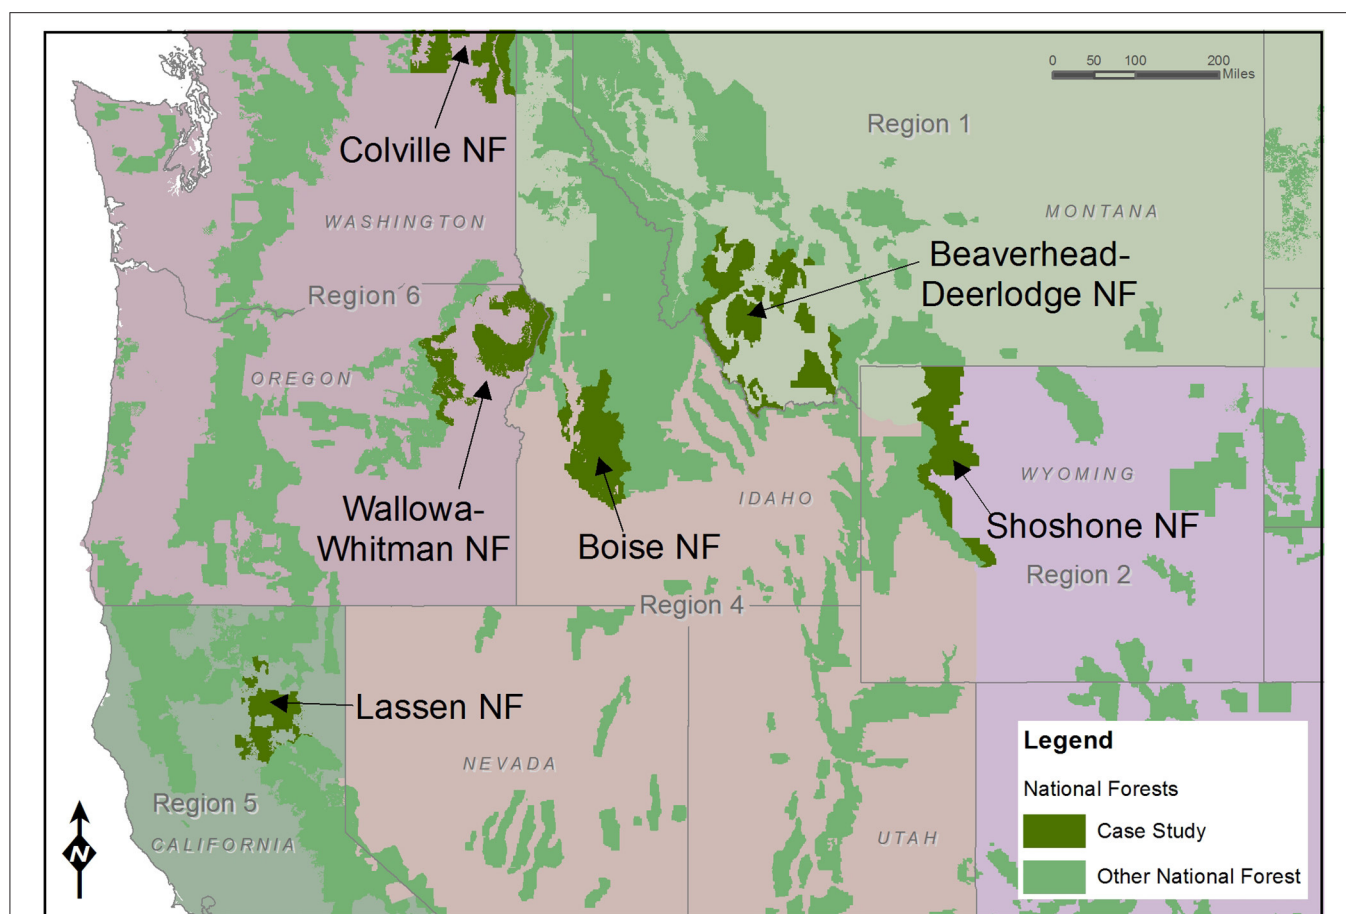 0 50 100 200
Miles
Region 1
Colville NF
WASHINGTON
MONTANA
Beaverhead-
Deerlodge NF
Region 6
OREGON
Wallowa-
Whitman NF
Boise NF
IDAHO
WYOMING
Shoshone NF
Region 2
Region 4
Lassen NF
NEVADA
Region 5
CALIFORNIA
UTAH
N
Legend
National Forests
Case Study
Other National Forest